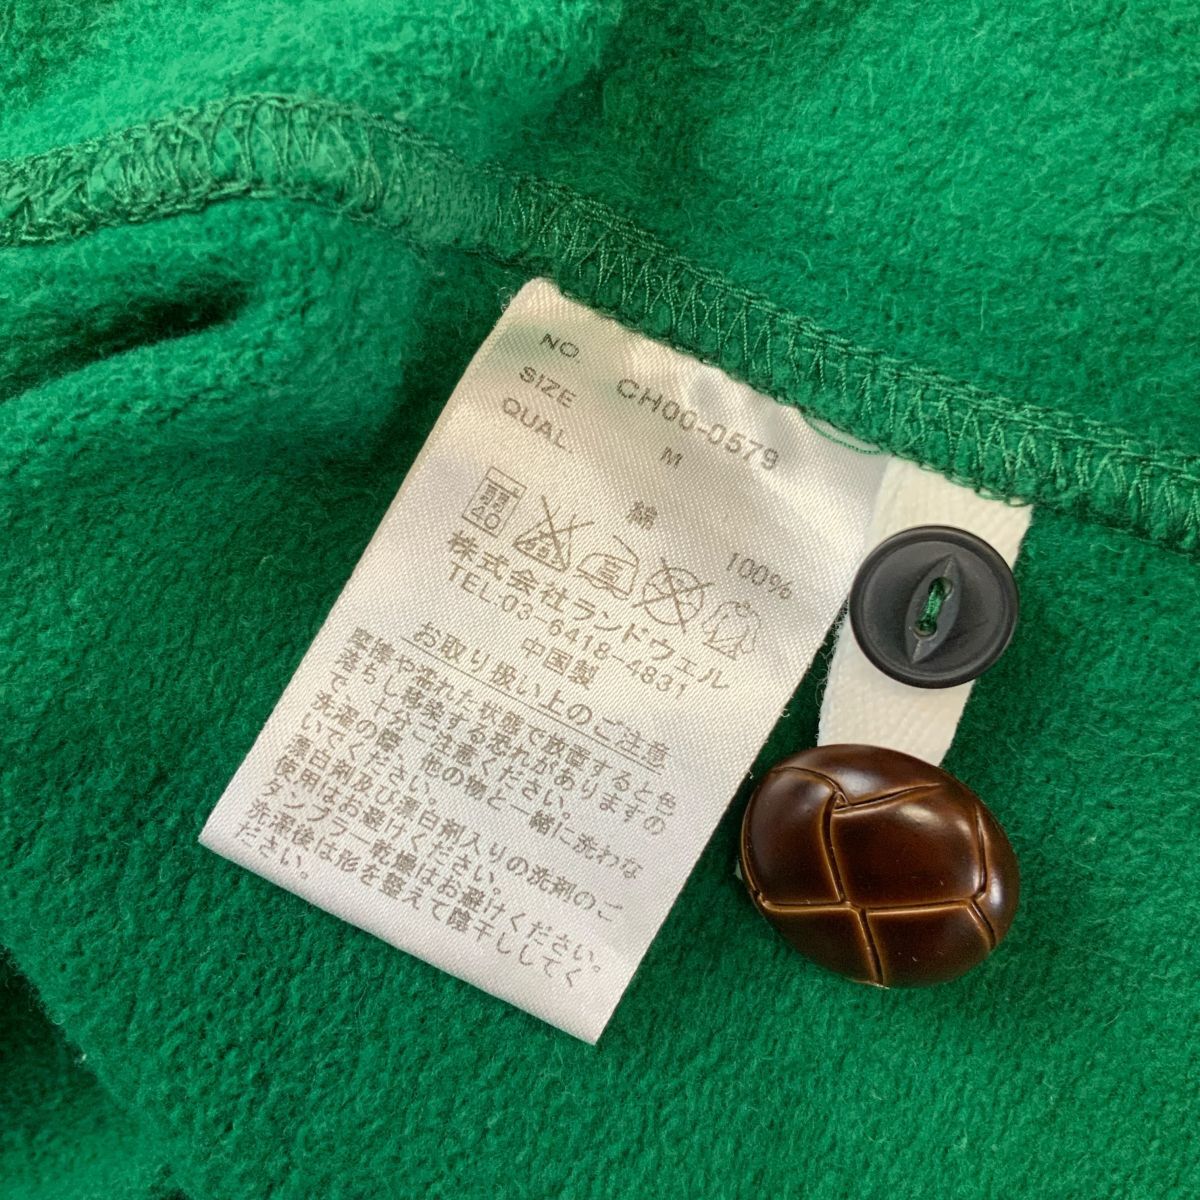 NO. CH00-0579
SIZE M
QUAL.
綿 100%
弱 40
株式会社ランドウェル
TEL.03-6418-4831
中国製
お取り扱い上のご注意
摩擦や濡れた状態で放置すると色
落ちし移染する恐れがありますの
で、十分ご注意ください。
洗濯の際、他の物と一緒に洗わな
いでください。
漂白剤及び漂白剤入りの洗剤のご
使用はお避けください。
タンブラー乾燥はお避けください。
洗濯後は形を整えて陰干ししてく
ださい。